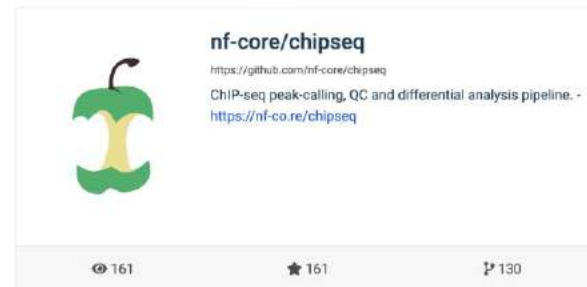 nf-core/chipseq
https://github.com/nf-core/chipseq
ChIP-seq peak-calling, QC and differential analysis pipeline. -
https://nf-co.re/chipseq
161
161
130